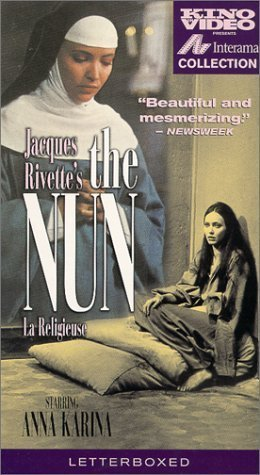 KINO
VIDEO
PRESENTS
Interama
COLLECTION
"Beautiful and
mesmerizing."
– NEWSWEEK
Jacques
Rivette's
the
NUN
La Religieuse
STARRING
ANNA KARINA
LETTERBOXED